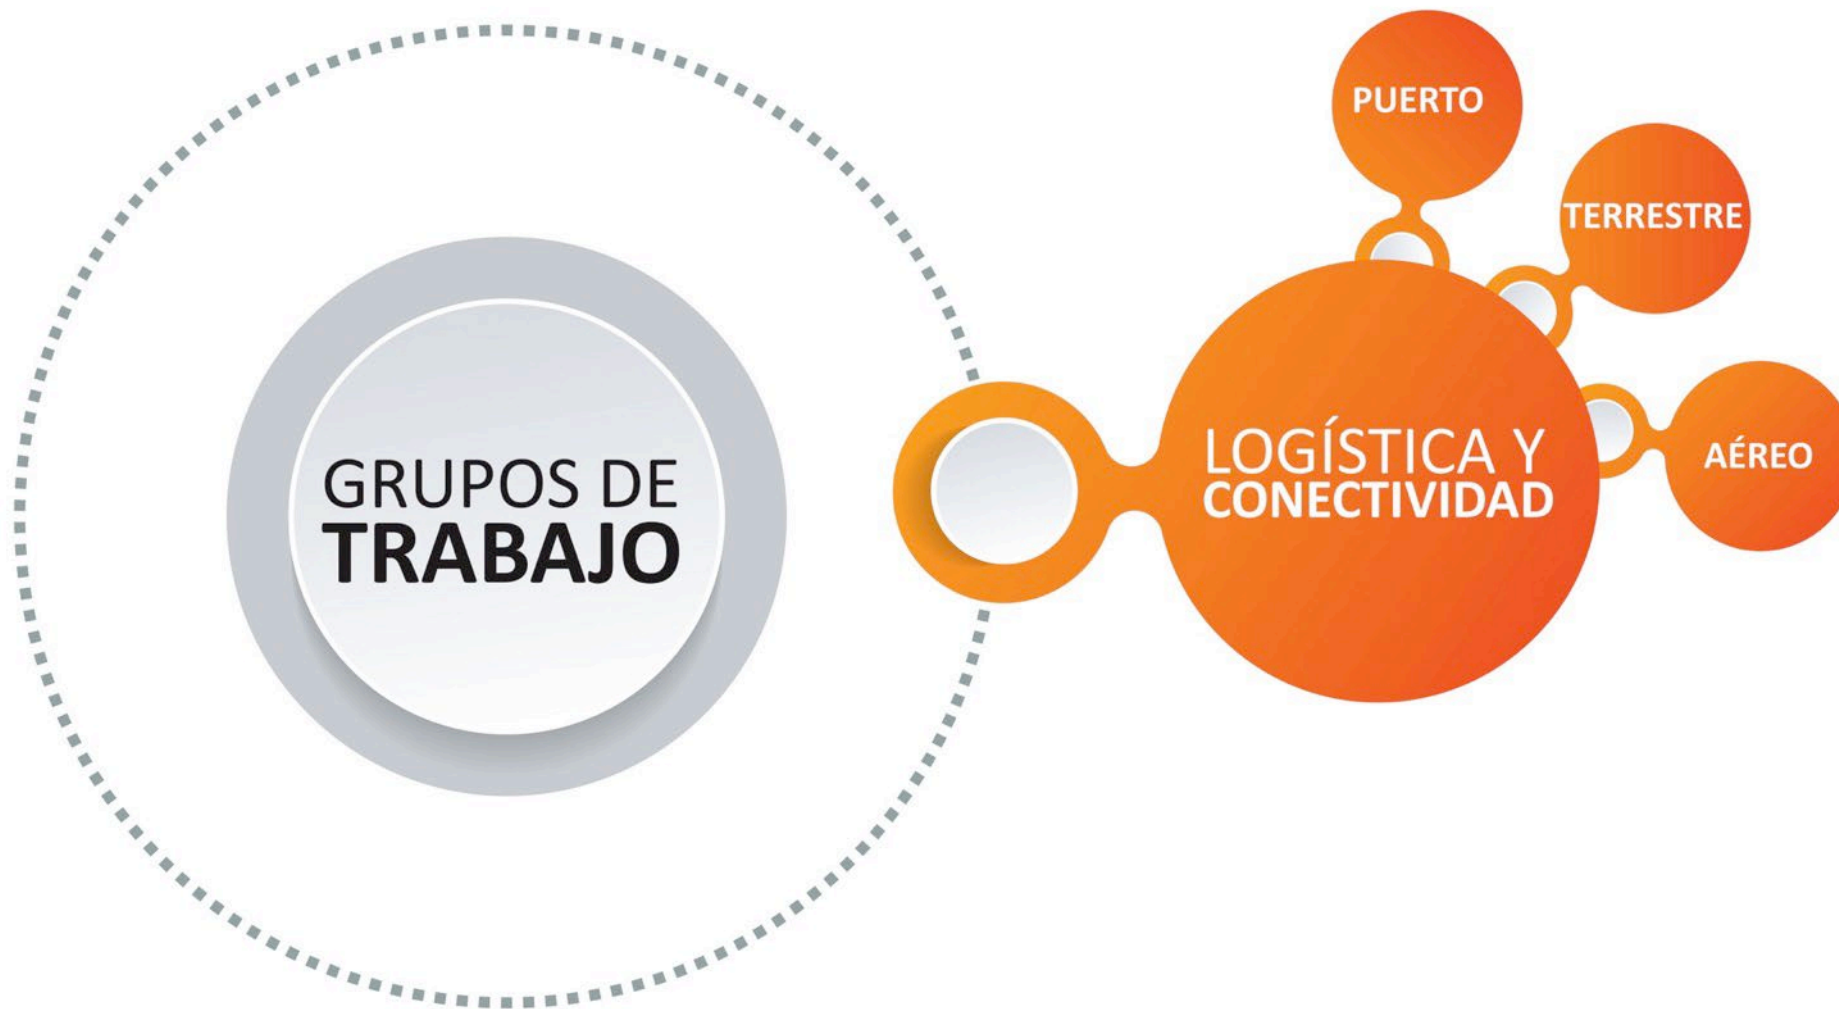 GRUPOS DE
TRABAJO
LOGÍSTICA Y
CONECTIVIDAD
PUERTO
TERRESTRE
AÉREO